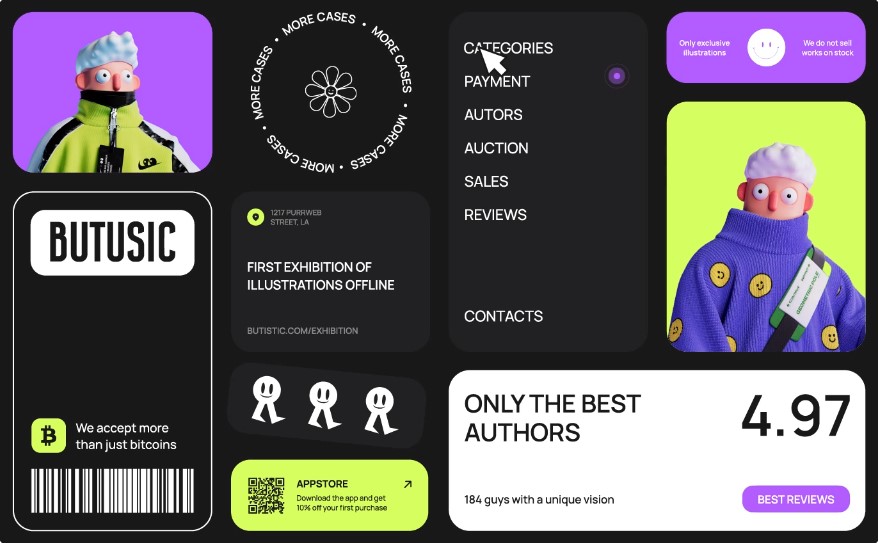 MORE CASES • MORE CASES • MORE CASES • MORE CASES • MORE CASES •
CATEGORIES
PAYMENT
AUTORS
AUCTION
SALES
REVIEWS
CONTACTS
Only exclusive
illustrations
We do not sell
works on stock
BUTUSIC
We accept more
than just bitcoins
1217 PURRWEB
STREET, LA
FIRST EXHIBITION OF
ILLUSTRATIONS OFFLINE
BUTISTIC.COM/EXHIBITION
APPSTORE
Download the app and get
10% off your first purchase
ONLY THE BEST
AUTHORS
4.97
184 guys with a unique vision
BEST REVIEWS